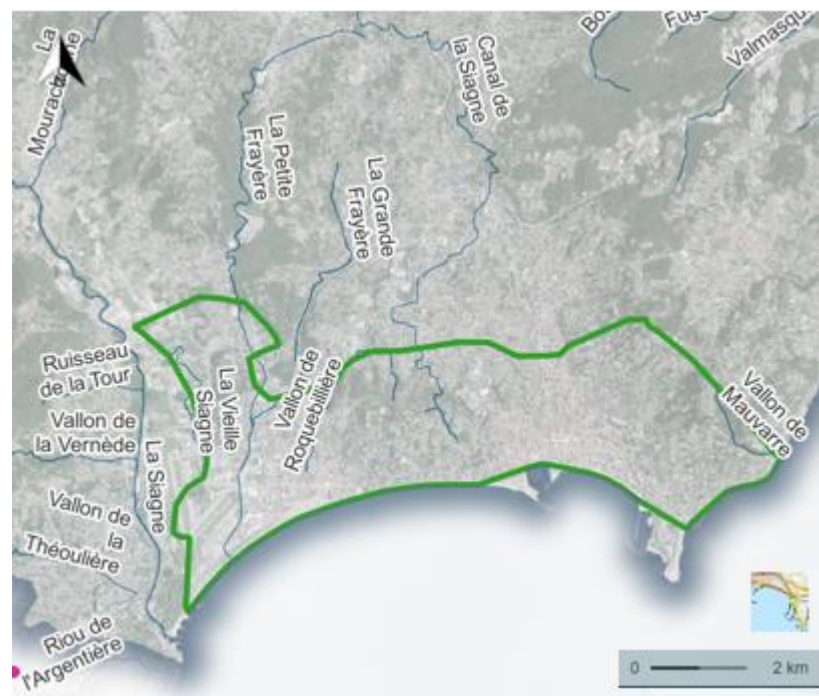 La
Mourachonne
Canal de
la Siagne
Valmasqu
La Petite
Frayère
La Grande
Frayère
Ruisseau
de la Tour
Vallon de
la Vernède
La Siagne
Siagne
La Vieille
Vallon de
Roquebillière
Vallon de
Mauvarre
Vallon de
la
Théoulière
Riou de
l'Argentière
0
2 km